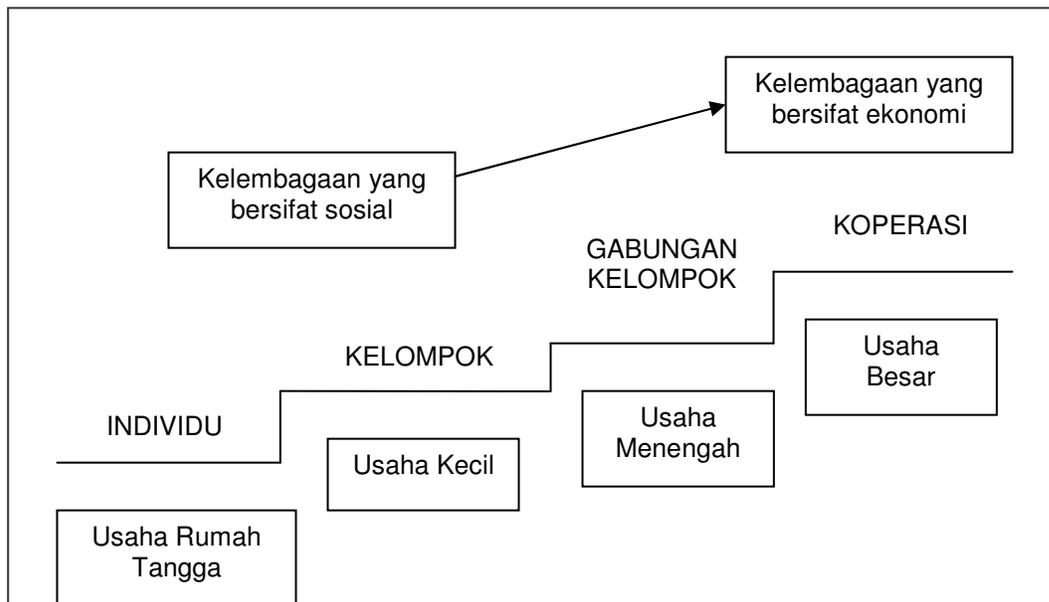 Kelembagaan yang
bersifat ekonomi
Kelembagaan yang
bersifat sosial
KOPERASI
GABUNGAN
KELOMPOK
Usaha
Besar
KELOMPOK
Usaha
Menengah
INDIVIDU
Usaha Kecil
Usaha Rumah
Tangga